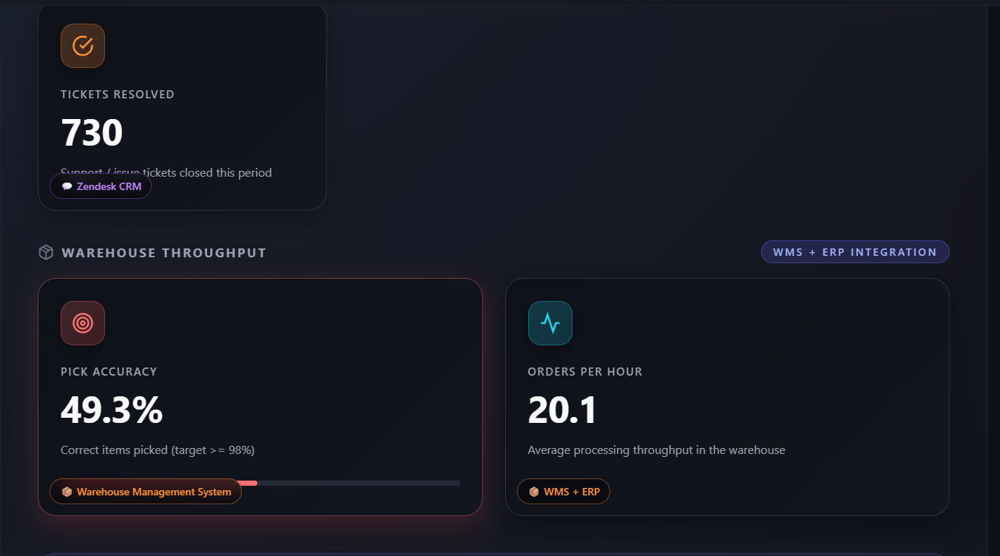 TICKETS RESOLVED
730
Support / issue tickets closed this period
Zendesk CRM
WAREHOUSE THROUGHPUT
WMS + ERP INTEGRATION
PICK ACCURACY
49.3%
Correct items picked (target >= 98%)
Warehouse Management System
ORDERS PER HOUR
20.1
Average processing throughput in the warehouse
WMS + ERP